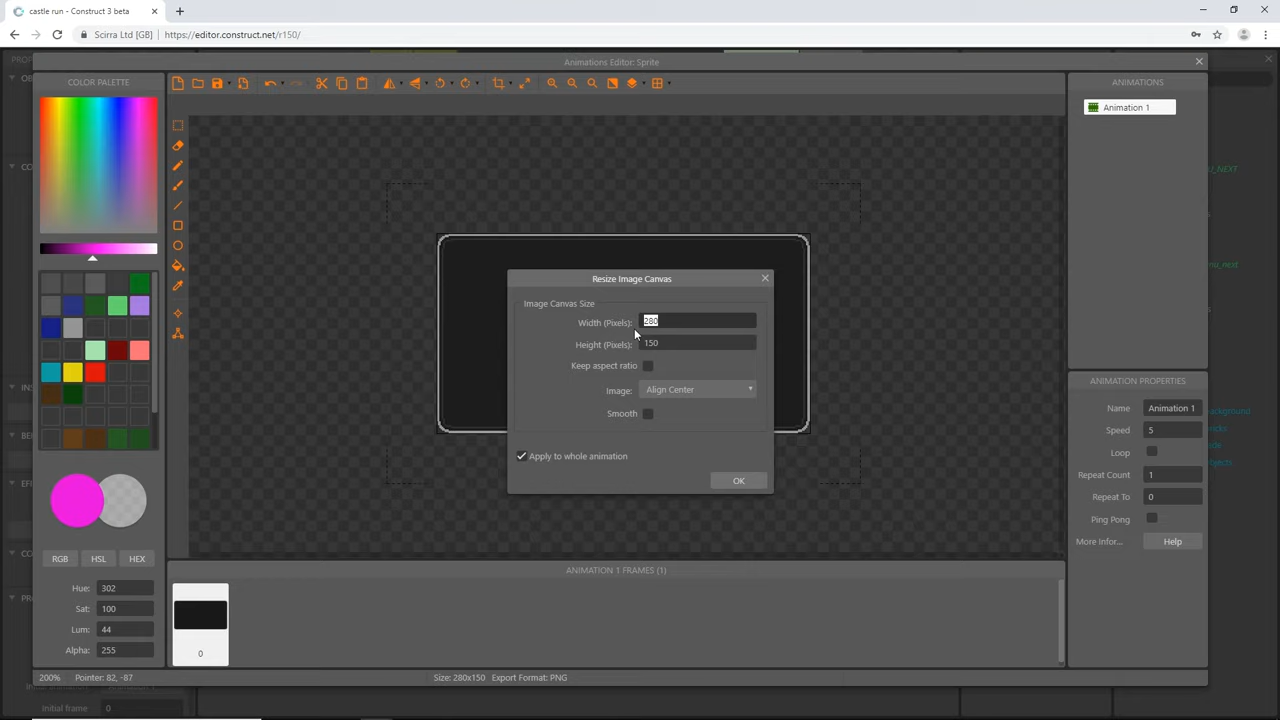 castle run - Construct 3 beta
Scirra Ltd [GB] https://editor.construct.net/r150/
Animations Editor: Sprite
COLOR PALETTE
ANIMATIONS
Animation 1
Resize Image Canvas
Image Canvas Size
Width (Pixels): 280
Height (Pixels): 150
Keep aspect ratio
Image: Align Center
Smooth
Apply to whole animation
OK
ANIMATION PROPERTIES
Name Animation 1
Speed 5
Loop
Repeat Count 1
Repeat To 0
Ping Pong
More Infor... Help
RGB HSL HEX
Hue: 302
Sat: 100
Lum: 44
Alpha: 255
ANIMATION 1 FRAMES (1)
0
200% Pointer: 82, -87 Size: 280x150 Export Format: PNG
Initial frame 0